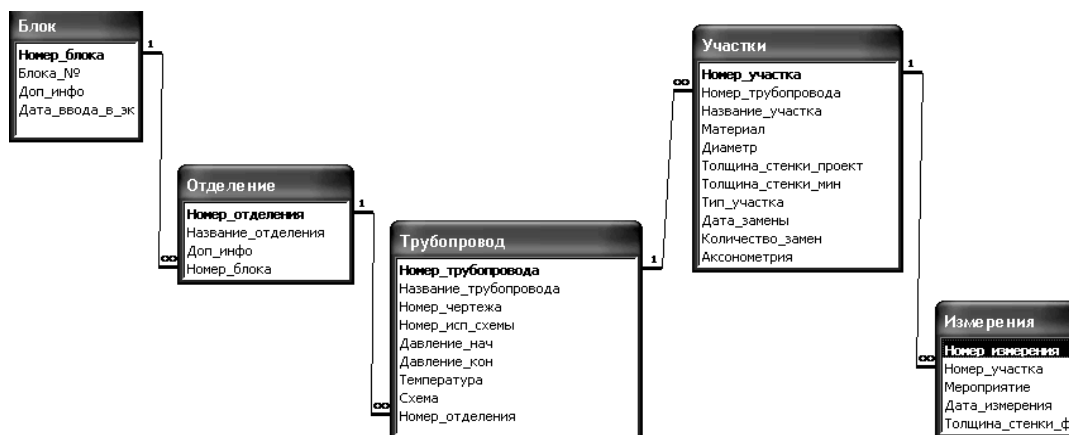 Блок
Номер_блока
Блока_№
Доп_инфо
Дата_ввода_в_эк
1
∞
Отделение
Номер_отделения
Название_отделения
Доп_инфо
Номер_блока
1
∞
Трубопровод
Номер_трубопровода
Название_трубопровода
Номер_чертежа
Номер_исп_схемы
Давление_нач
Давление_кон
Температура
Схема
Номер_отделения
1
∞
Участки
Номер_участка
Номер_трубопровода
Название_участка
Материал
Диаметр
Толщина_стенки_проект
Толщина_стенки_мин
Тип_участка
Дата_замены
Количество_замен
Аксонометрия
1
∞
Измерения
Номер_измерения
Номер_участка
Мероприятие
Дата_измерения
Толщина_стенки_ф